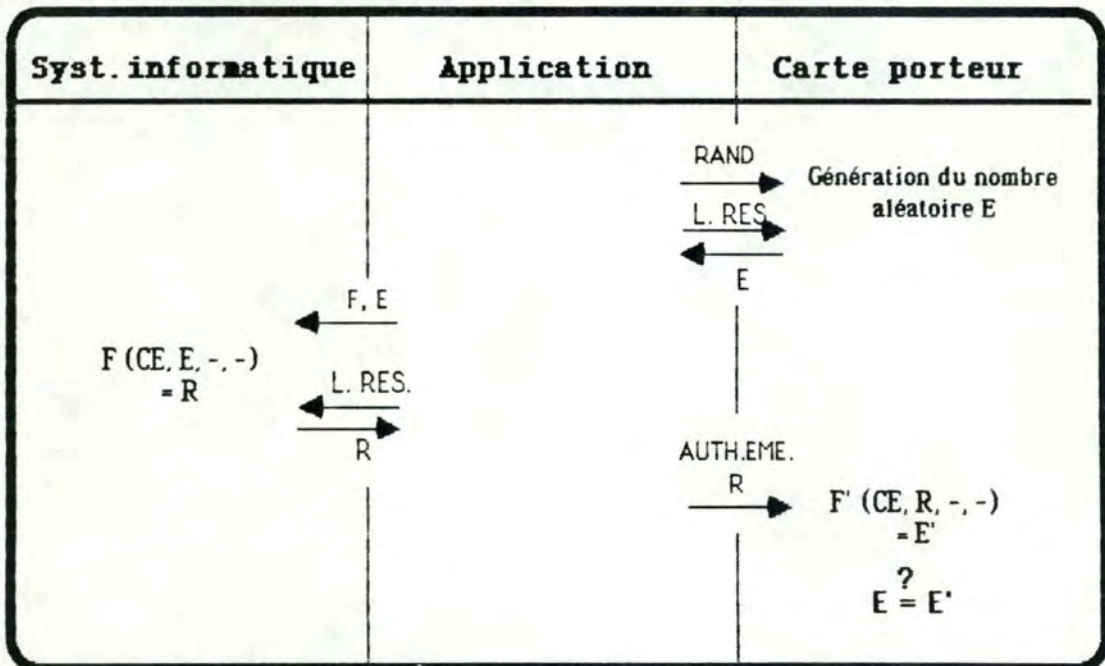 Syst. informatique
Application
Carte porteur
RAND
Génération du nombre
aléatoire E
L. RES
E
F, E
F (CE, E, -, -)
= R
L. RES.
R
AUTH.EME.
R
F' (CE, R, -, -)
= E'
?
E = E'